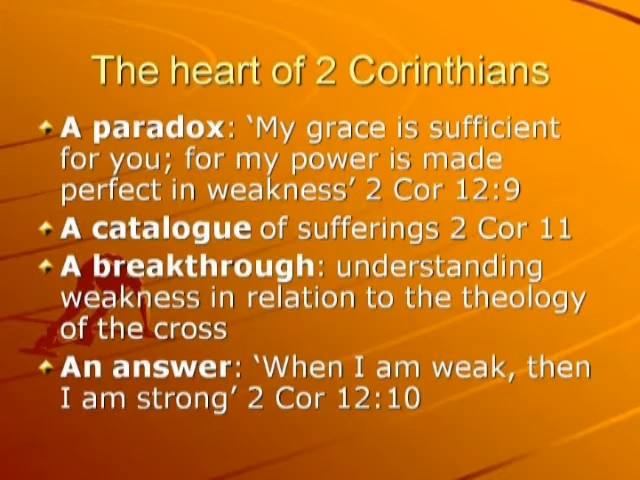 The heart of 2 Corinthians
A paradox: ‘My grace is sufficient
for you; for my power is made
perfect in weakness’ 2 Cor 12:9
A catalogue of sufferings 2 Cor 11
A breakthrough: understanding
weakness in relation to the theology
of the cross
An answer: ‘When I am weak, then
I am strong’ 2 Cor 12:10